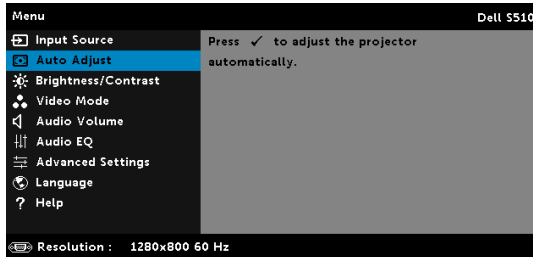 Menu Dell S510
Input Source
Auto Adjust
Brightness/Contrast
Video Mode
Audio Volume
Audio EQ
Advanced Settings
Language
? Help
Press ✓ to adjust the projector
automatically.
Resolution : 1280x800 60 Hz